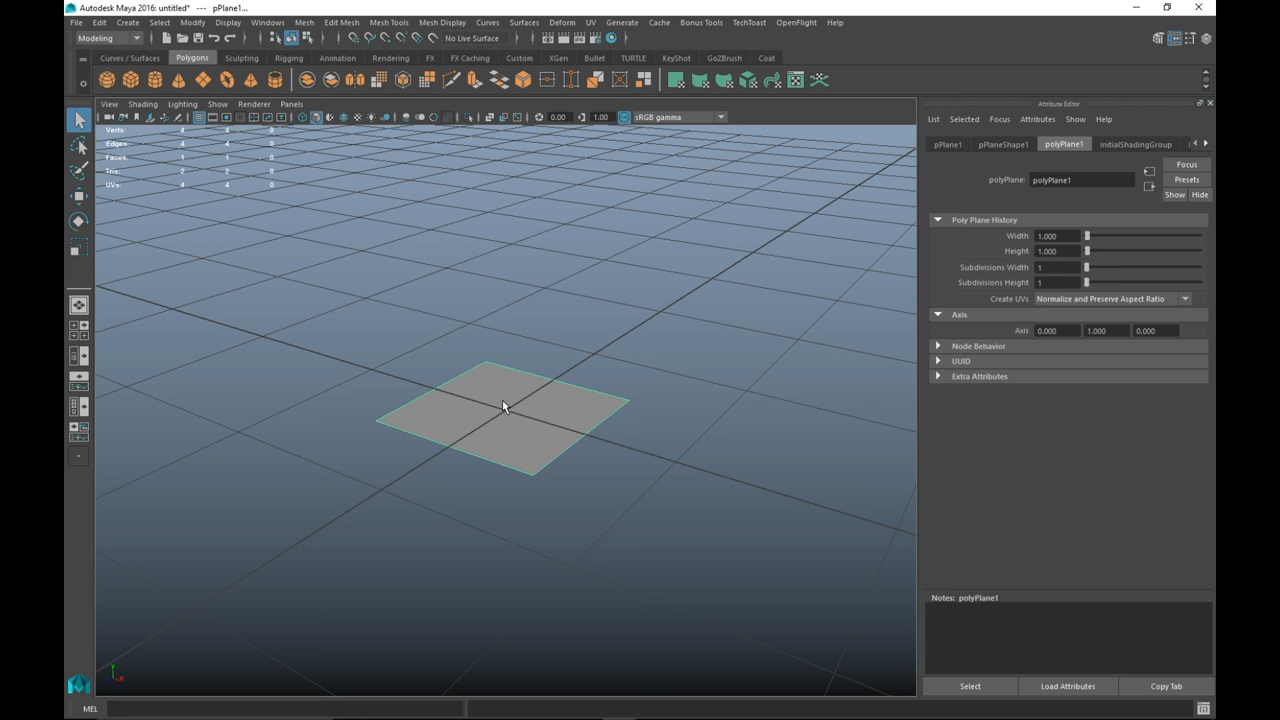 Autodesk Maya 2016: untitled* --- pPlane1...
File Edit Create Select Modify Display Windows Mesh Edit Mesh Mesh Tools Mesh Display Curves Surfaces Deform UV Generate Cache Bonus Tools TechToast OpenFlight Help
Modeling No Live Surface
Curves / Surfaces Polygons Sculpting Rigging Animation Rendering FX FX Caching Custom XGen Bullet TURTLE KeyShot GoZBrush Coat
View Shading Lighting Show Renderer Panels
0.00 1.00 sRGB gamma
Verts: 4 4 0
Edges: 4 4 0
Faces: 1 1 0
Tris: 2 2 0
UVs: 4 4 0
Attribute Editor
List Selected Focus Attributes Show Help
pPlane1 pPlaneShape1 polyPlane1 initialShadingGroup
Focus
polyPlane: polyPlane1 Presets
Show Hide
Poly Plane History
Width 1.000
Height 1.000
Subdivisions Width 1
Subdivisions Height 1
Create UVs Normalize and Preserve Aspect Ratio
Axis
Axis 0.000 1.000 0.000
Node Behavior
UUID
Extra Attributes
Notes: polyPlane1
Select Load Attributes Copy Tab
MEL